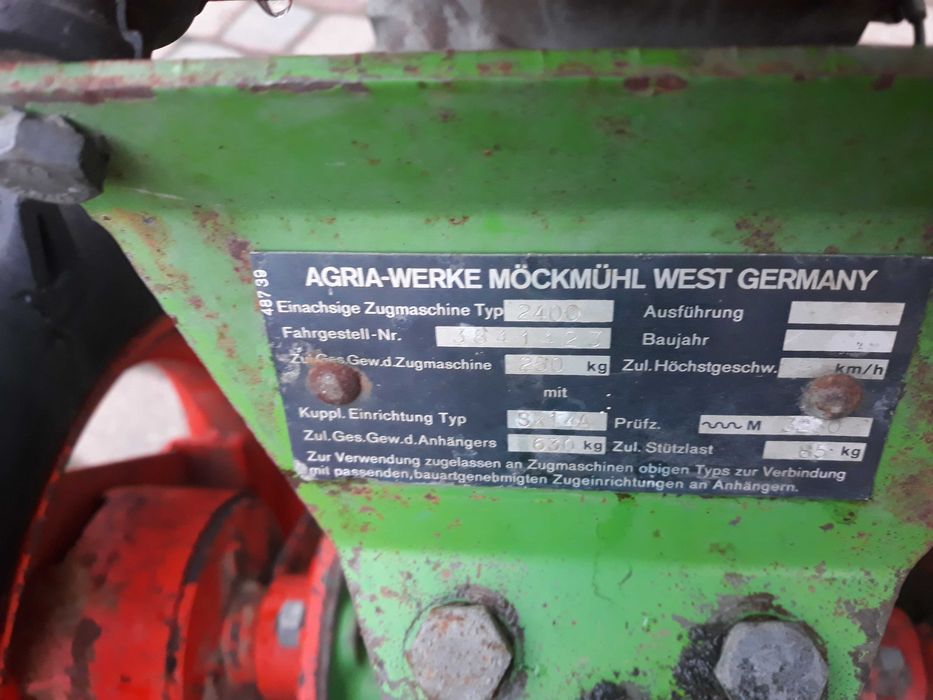 AGRIA-WERKE MÖCKMÜHL WEST GERMANY
48739
Einachsige Zugmaschine Typ 2400 Ausführung
Fahrgestell-Nr. Baujahr
Zul.Ges.Gew.d.Zugmaschine kg Zul. Höchstgeschw. km/h
mit
Kuppl. Einrichtung Typ Prüfz. M
Zul.Ges.Gew.d.Anhängers 630 kg Zul. Stützlast 85 kg
Zur Verwendung zugelassen an Zugmaschinen obigen Typs zur Verbindung
mit passenden, bauartgenehmigten Zugeinrichtungen an Anhängern.